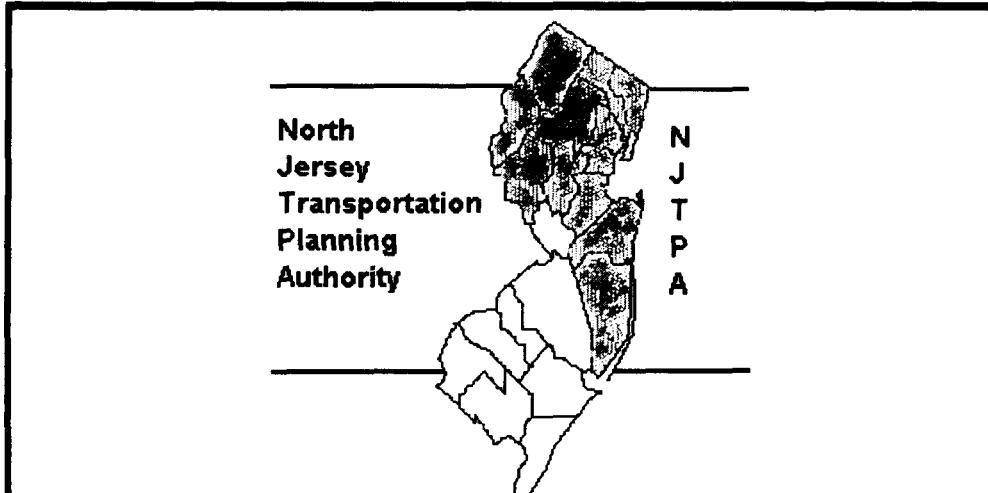 North
Jersey
Transportation
Planning
Authority
N
J
T
P
A